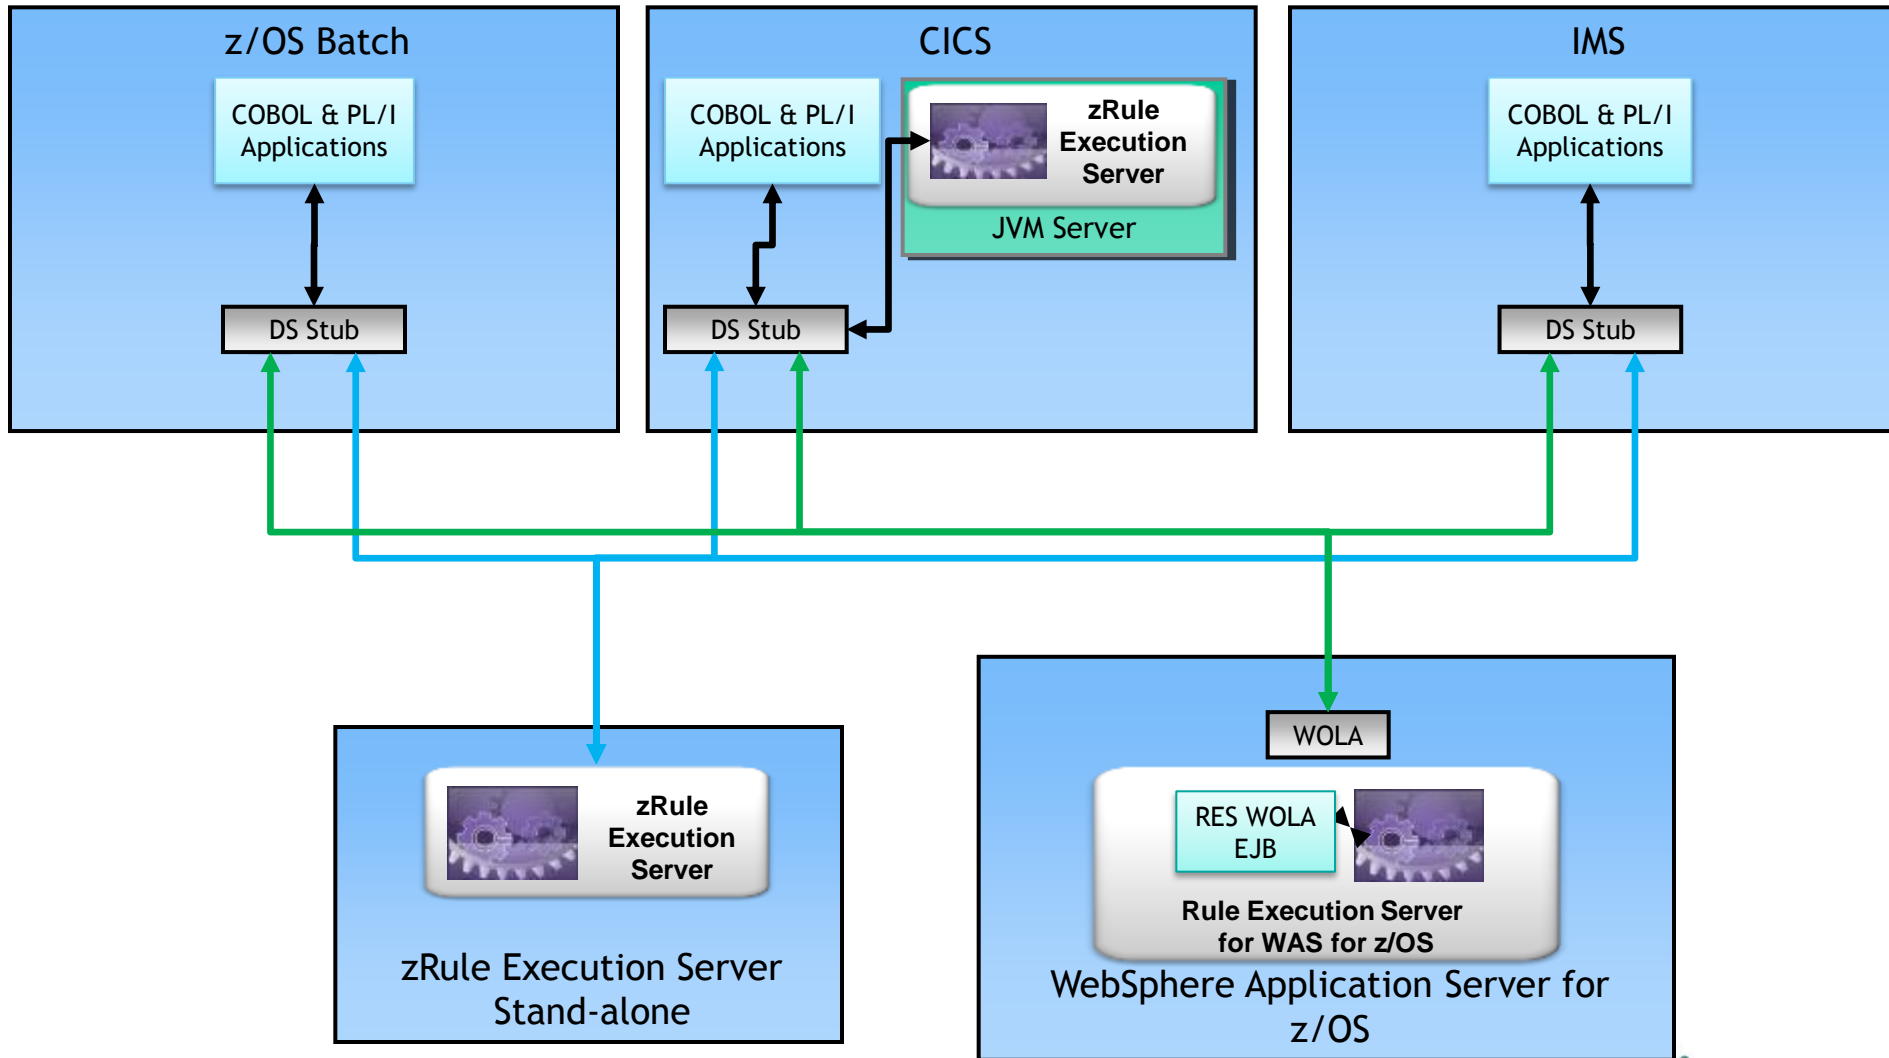 z/OS Batch
COBOL & PL/I
Applications
DS Stub
CICS
COBOL & PL/I
Applications
zRule
Execution
Server
JVM Server
DS Stub
IMS
COBOL & PL/I
Applications
DS Stub
zRule
Execution
Server
zRule Execution Server
Stand-alone
WOLA
RES WOLA
EJB
Rule Execution Server
for WAS for z/OS
WebSphere Application Server for
z/OS